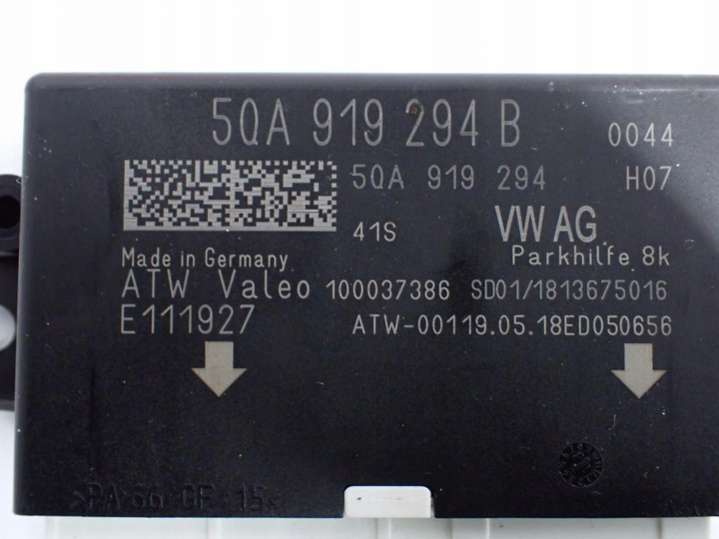 5QA 919 294 B 0044
5QA 919 294 H07
41S VW AG
Parkhilfe 8k
Made in Germany
ATW Valeo 100037386 SD01/1813675016
E111927 ATW-00119.05.18ED050656